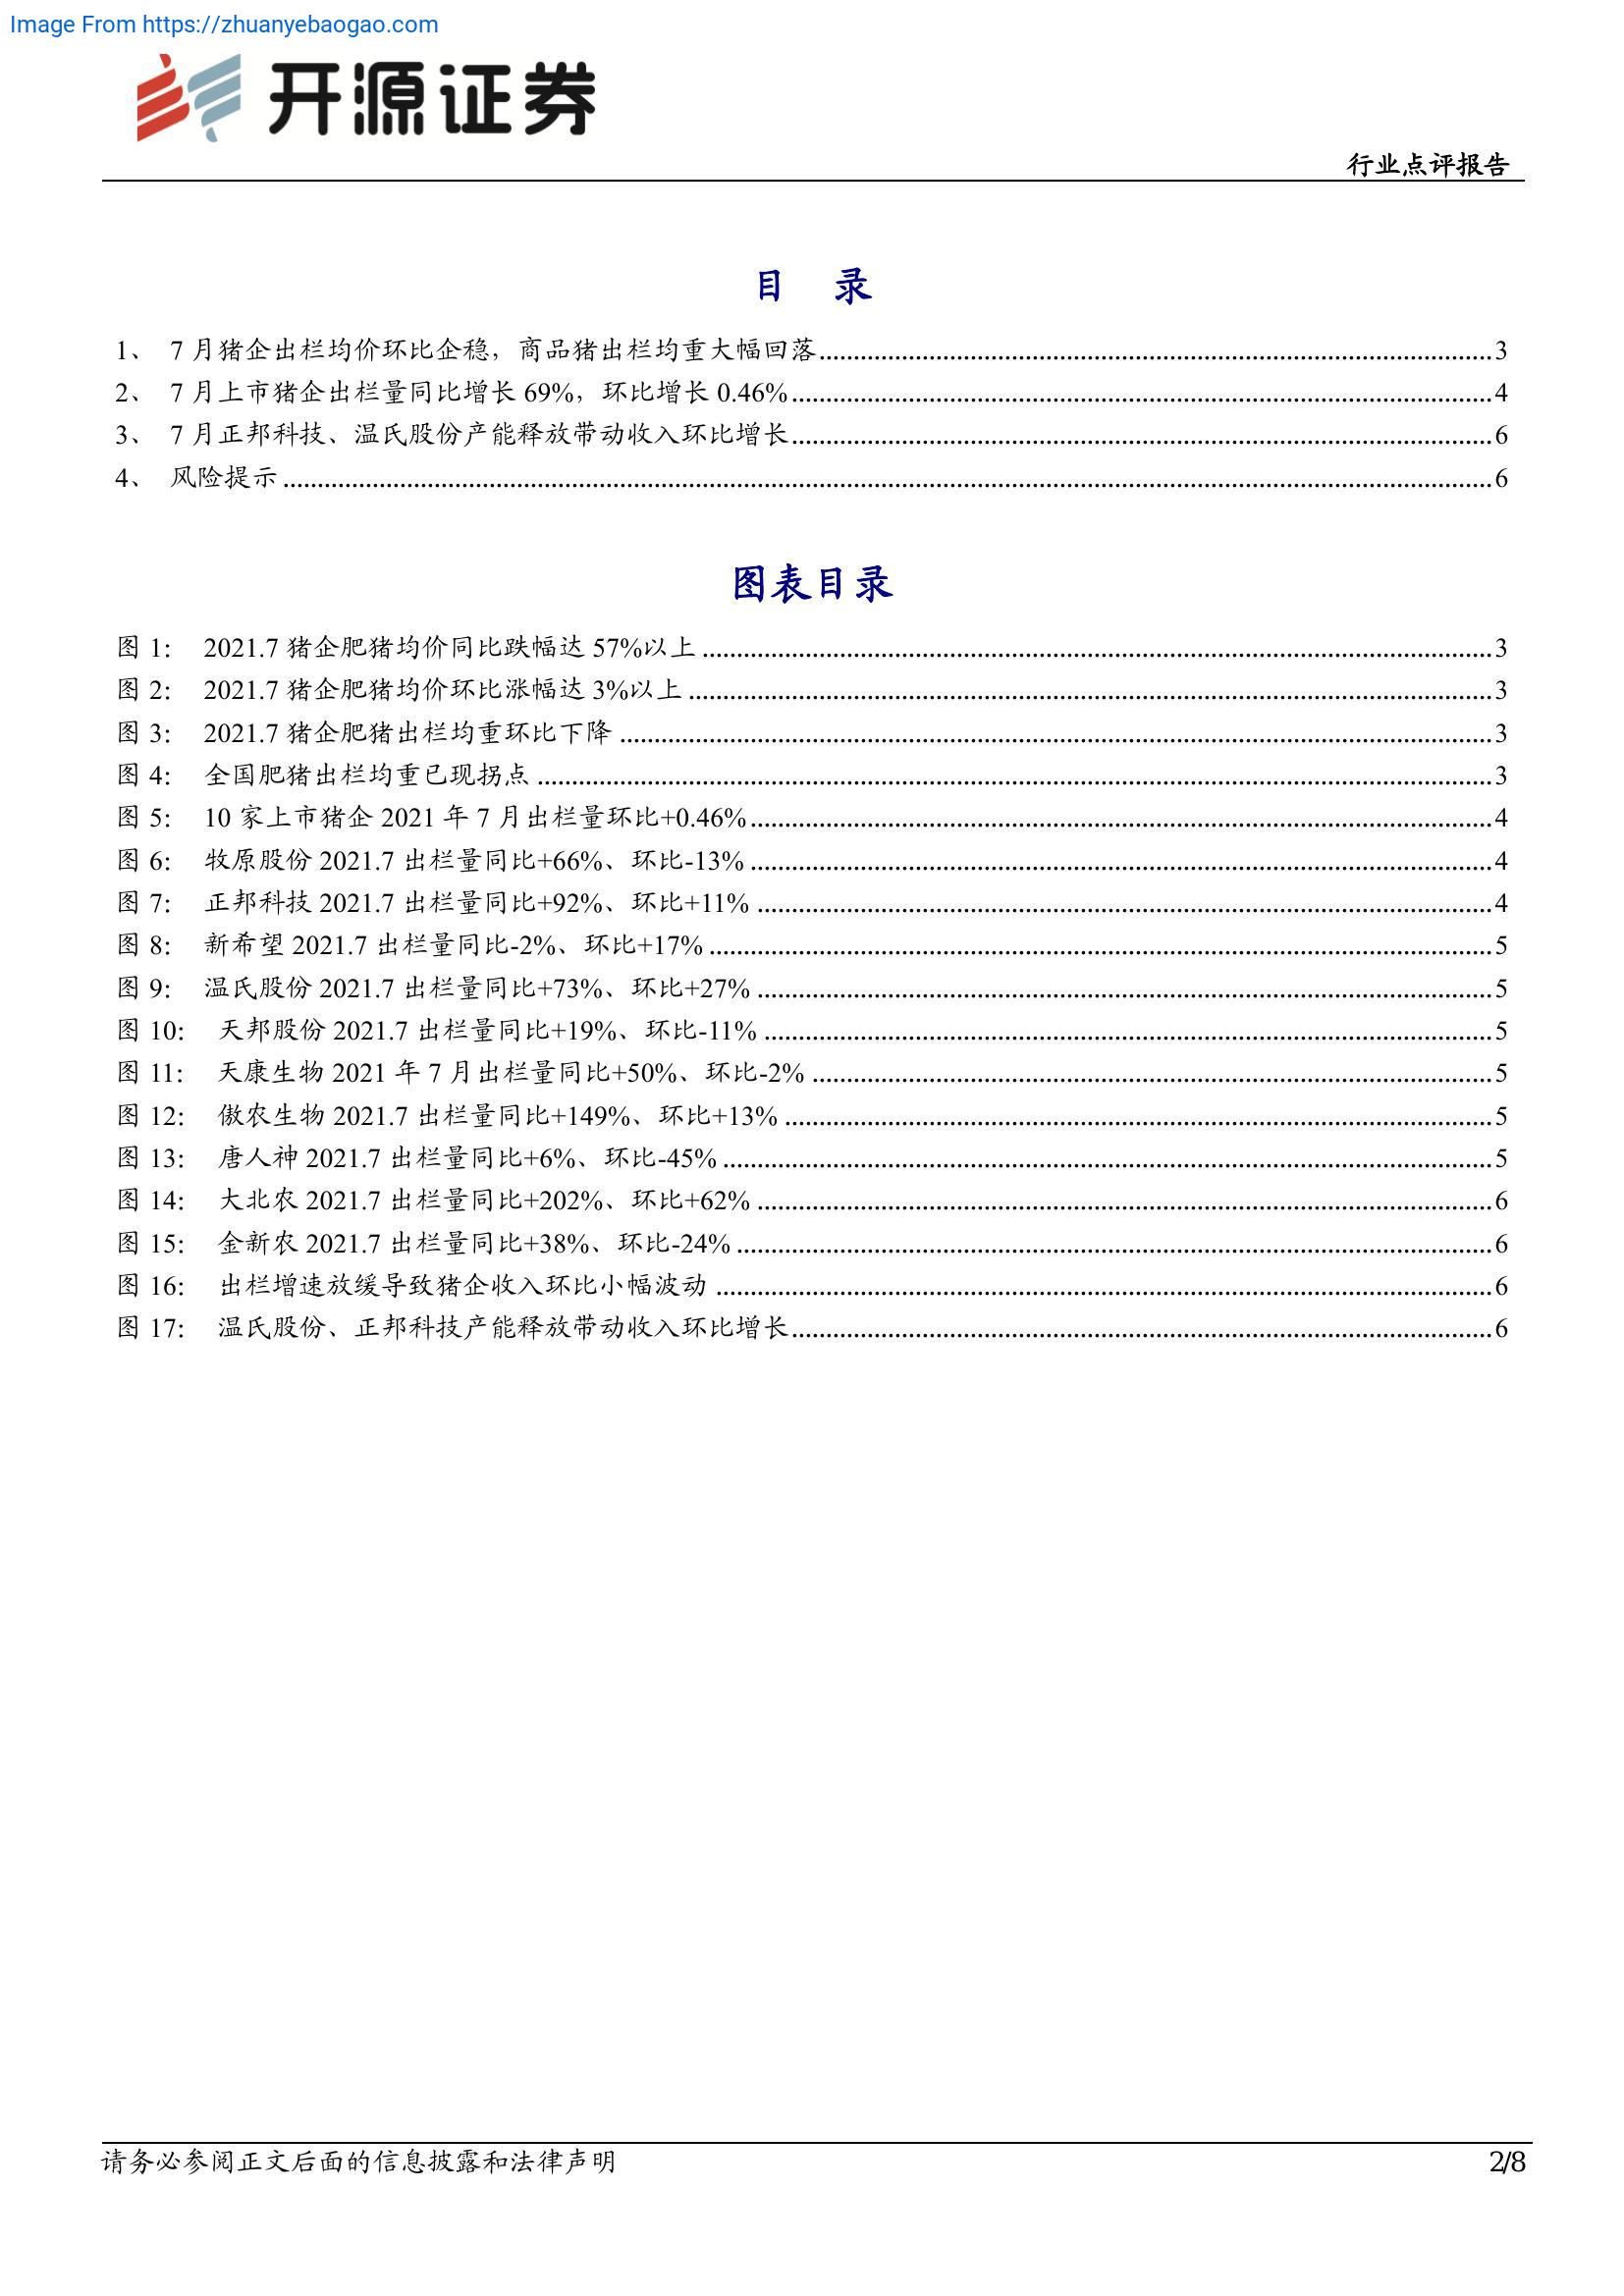 Image From https://zhuanyebaogao.com
开源证券
行业点评报告
目 录
1、 7 月猪企出栏均价环比企稳，商品猪出栏均重大幅回落 3
2、 7 月上市猪企出栏量同比增长 69%，环比增长 0.46% 4
3、 7 月正邦科技、温氏股份产能释放带动收入环比增长 6
4、 风险提示 6
图表目录
图 1： 2021.7 猪企肥猪均价同比跌幅达 57%以上 3
图 2： 2021.7 猪企肥猪均价环比涨幅达 3%以上 3
图 3： 2021.7 猪企肥猪出栏均重环比下降 3
图 4： 全国肥猪出栏均重已现拐点 3
图 5： 10 家上市猪企 2021 年 7 月出栏量环比+0.46% 4
图 6： 牧原股份 2021.7 出栏量同比+66%、环比-13% 4
图 7： 正邦科技 2021.7 出栏量同比+92%、环比+11% 4
图 8： 新希望 2021.7 出栏量同比-2%、环比+17% 5
图 9： 温氏股份 2021.7 出栏量同比+73%、环比+27% 5
图 10： 天邦股份 2021.7 出栏量同比+19%、环比-11% 5
图 11： 天康生物 2021 年 7 月出栏量同比+50%、环比-2% 5
图 12： 傲农生物 2021.7 出栏量同比+149%、环比+13% 5
图 13： 唐人神 2021.7 出栏量同比+6%、环比-45% 5
图 14： 大北农 2021.7 出栏量同比+202%、环比+62% 6
图 15： 金新农 2021.7 出栏量同比+38%、环比-24% 6
图 16： 出栏增速放缓导致猪企收入环比小幅波动 6
图 17： 温氏股份、正邦科技产能释放带动收入环比增长 6
请务必参阅正文后面的信息披露和法律声明
2/8